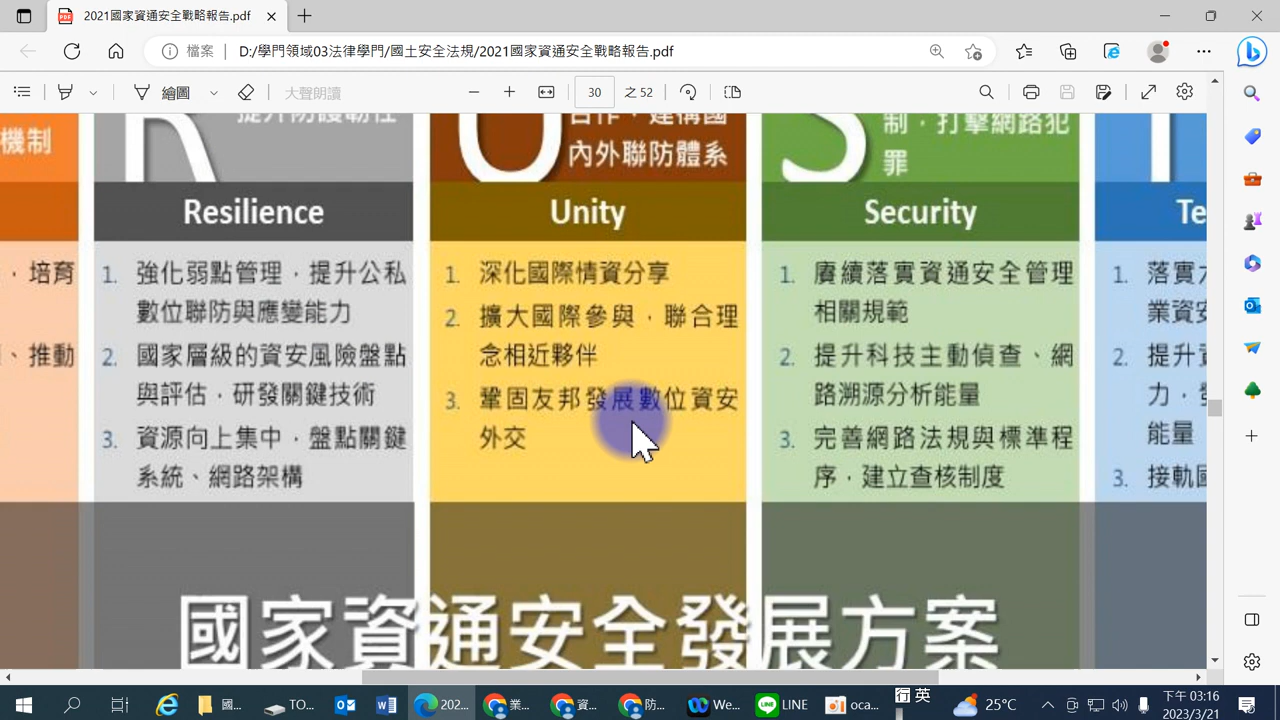 2021國家資通安全戰略報告.pdf
檔案
D:/學門領域03法律學門/國土安全法規/2021國家資通安全戰略報告.pdf
繪圖
大聲朗讀
30
之 52
機制
提升防護韌性
R
合作，建構國
內外聯防體系
制，打擊網路犯
罪
S
Resilience
Unity
Security
Te
，培育
、推動
1. 強化弱點管理，提升公私
數位聯防與應變能力
2. 國家層級的資安風險盤點
與評估，研發關鍵技術
3. 資源向上集中，盤點關鍵
系統、網路架構
1. 深化國際情資分享
2. 擴大國際參與，聯合理
念相近夥伴
3. 鞏固友邦發展數位資安
外交
1. 賡續落實資通安全管理
相關規範
2. 提升科技主動偵查、網
路溯源分析能量
3. 完善網路法規與標準程
序，建立查核制度
1. 落實
業資安
2. 提升
力，
能量
3. 接軌
國家資通安全發展方案
國...
TO...
202...
業...
資...
防...
We...
LINE
oca...
行 英
25°C
下午 03:16
2023/3/21